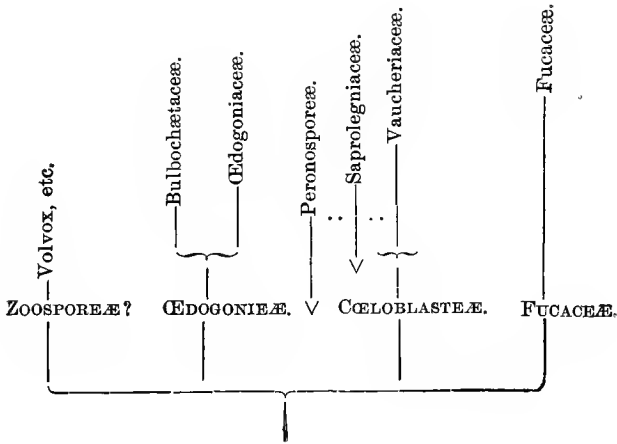 Volvox, etc.
Bulbochætaceæ.
Œdogoniaceæ.
Peronosporeæ.
Saprolegniaceæ.
Vaucheriaceæ.
Fucaceæ.
ZOOSPOREÆ?
ŒDOGONIEÆ.
CŒLOBLASTEÆ.
FUCACEÆ.